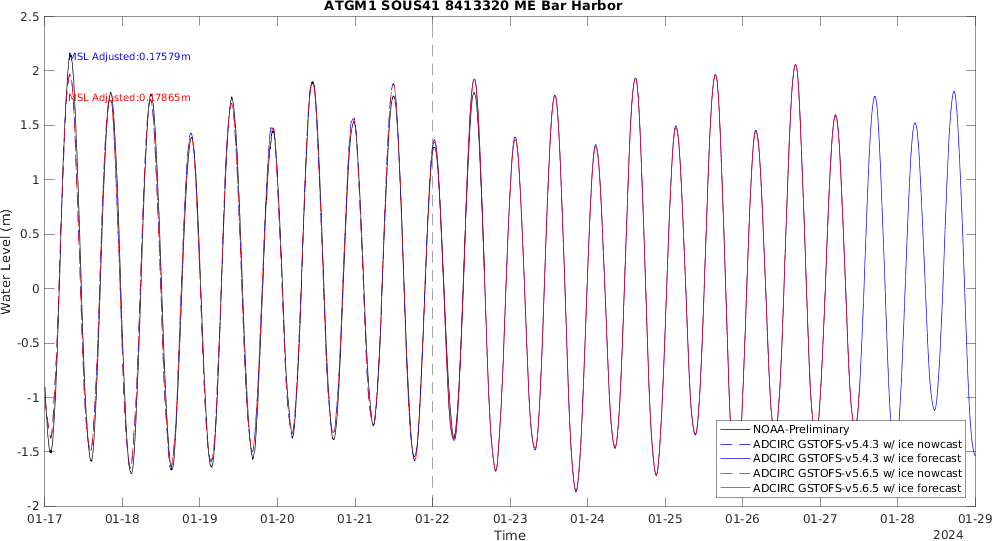 ATGM1 SOUS41 8413320 ME Bar Harbor
2.5
2
1.5
1
0.5
0
-0.5
-1
-1.5
-2
Water Level (m)
MSL Adjusted:0.17579m
MSL Adjusted:0.17865m
NOAA-Preliminary
ADCIRC GSTOFS-v5.4.3 w/ ice nowcast
ADCIRC GSTOFS-v5.4.3 w/ ice forecast
ADCIRC GSTOFS-v5.6.5 w/ ice nowcast
ADCIRC GSTOFS-v5.6.5 w/ ice forecast
01-17 01-18 01-19 01-20 01-21 01-22 01-23 01-24 01-25 01-26 01-27 01-28 01-29
Time
2024